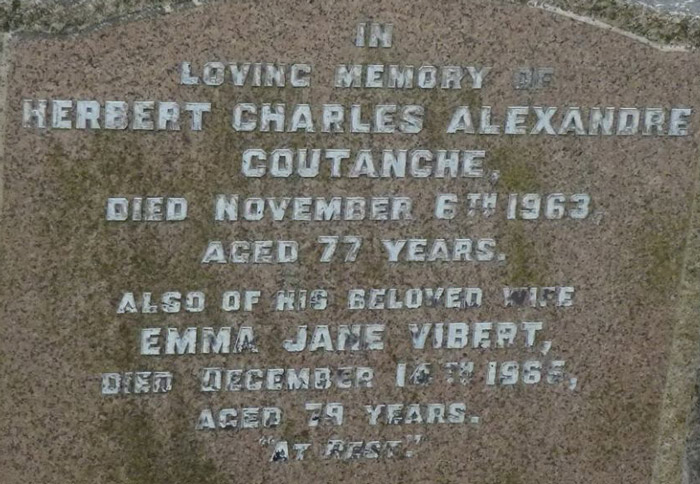 IN
LOVING MEMORY OF
HERBERT CHARLES ALEXANDRE
COUTANCHE,
DIED NOVEMBER 6TH 1963,
AGED 77 YEARS.
ALSO OF HIS BELOVED WIFE
EMMA JANE VIBERT,
DIED DECEMBER 14TH 1965,
AGED 79 YEARS.
"AT REST."